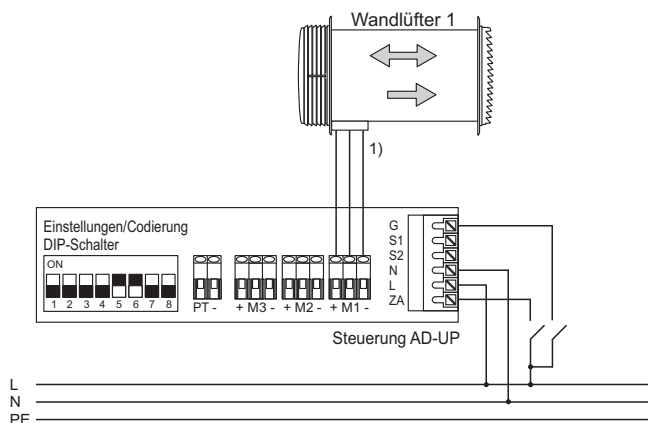 Wandlüfter 1
1)
Einstellungen/Codierung
DIP-Schalter
ON
1 2 3 4 5 6 7 8
PT - + M3 - + M2 - + M1 -
G
S1
S2
N
L
ZA
Steuerung AD-UP
L
N
PE